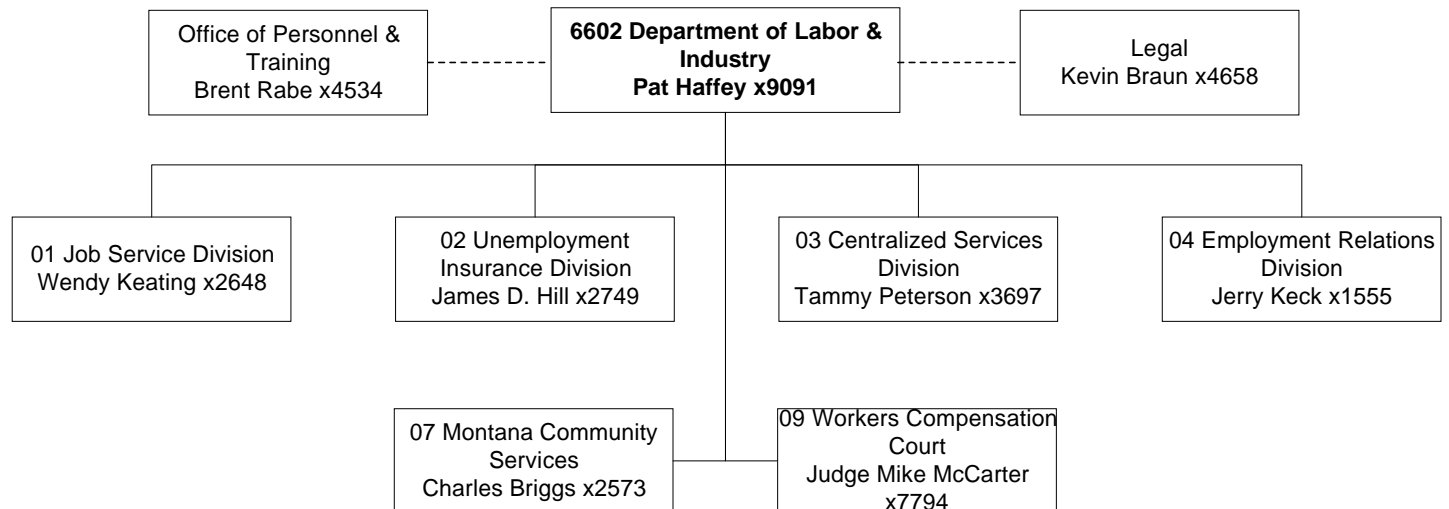 Office of Personnel &
Training
Brent Rabe x4534
6602 Department of Labor &
Industry
Pat Haffey x9091
Legal
Kevin Braun x4658
01 Job Service Division
Wendy Keating x2648
02 Unemployment
Insurance Division
James D. Hill x2749
03 Centralized Services
Division
Tammy Peterson x3697
04 Employment Relations
Division
Jerry Keck x1555
07 Montana Community
Services
Charles Briggs x2573
09 Workers Compensation
Court
Judge Mike McCarter
x7794